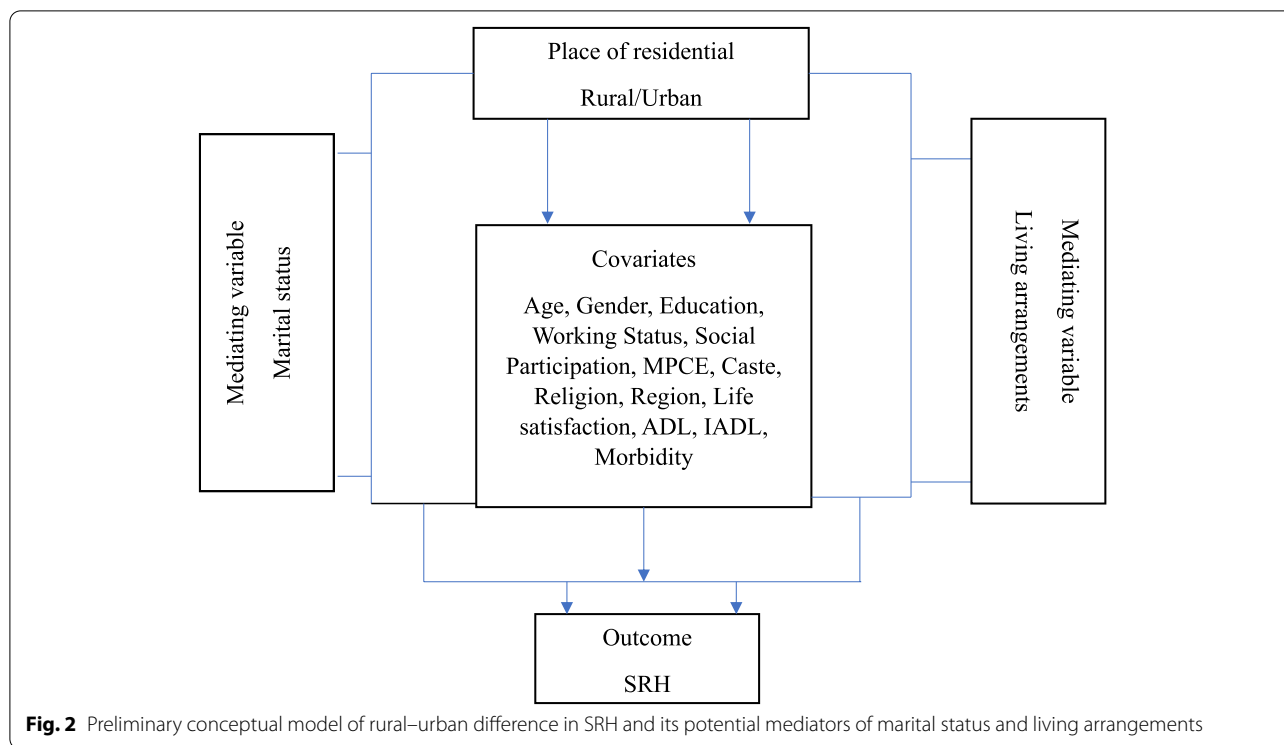 Place of residential
Rural/Urban
Mediating variable
Marital status
Covariates
Age, Gender, Education,
Working Status, Social
Participation, MPCE, Caste,
Religion, Region, Life
satisfaction, ADL, IADL,
Morbidity
Mediating variable
Living arrangements
Outcome
SRH
Fig. 2 Preliminary conceptual model of rural–urban difference in SRH and its potential mediators of marital status and living arrangements